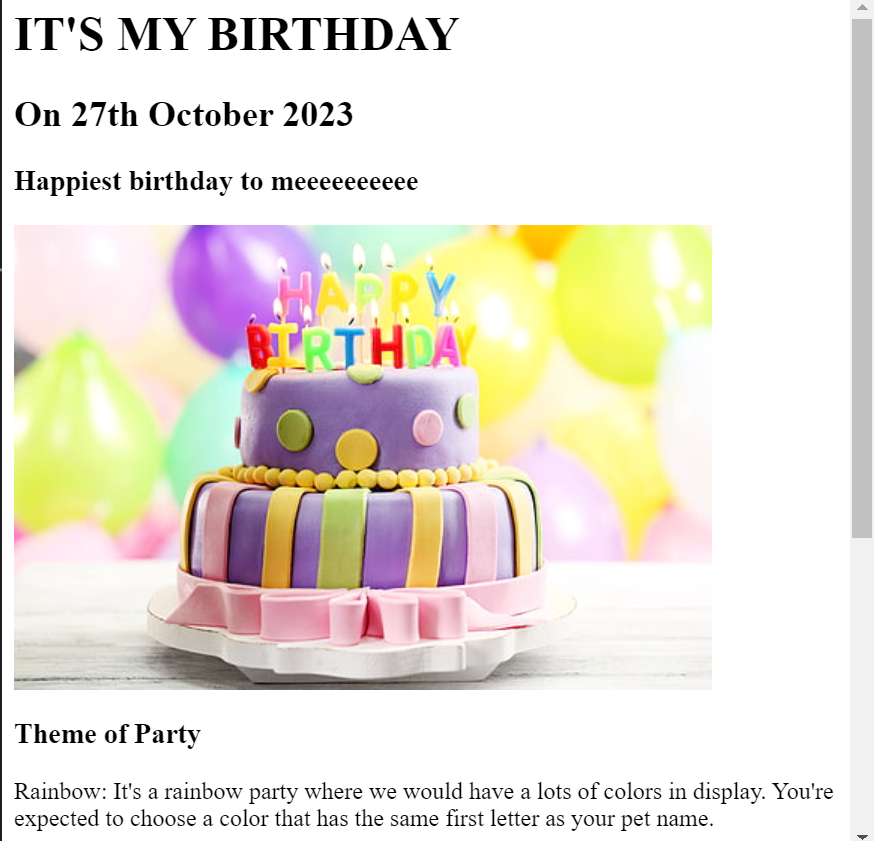 IT'S MY BIRTHDAY
On 27th October 2023
Happiest birthday to meeeeeeeeee
HAPPY
BIRTHDAY
Theme of Party
Rainbow: It's a rainbow party where we would have a lots of colors in display. You're
expected to choose a color that has the same first letter as your pet name.